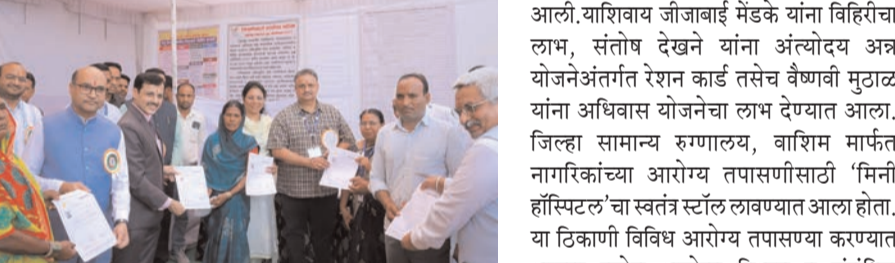 आली.याशिवाय जीजाबाई मेंडके यांना विहिरीचा
लाभ, संतोष देखने यांना अंत्योदय अन्न
योजनेअंतर्गत रेशन कार्ड तसेच वैष्णवी मुठाळ
यांना अधिवास योजनेचा लाभ देण्यात आला.
जिल्हा सामान्य रुग्णालय, वाशिम मार्फत
नागरिकांच्या आरोग्य तपासणीसाठी ‘मिनी
हॉस्पिटल’चा स्वतंत्र स्टॉल लावण्यात आला होता.
या ठिकाणी विविध आरोग्य तपासण्या करण्यात